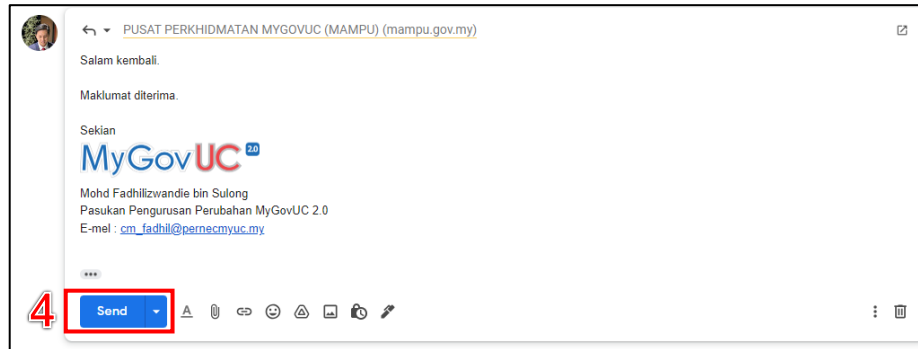 PUSAT PERKHIDMATAN MYGOVUC (MAMPU) (mampu.gov.my)
Salam kembali.
Maklumat diterima.
Sekian
MyGovUC 2.0
Mohd Fadhilizwandie bin Sulong
Pasukan Pengurusan Perubahan MyGovUC 2.0
E-mel : cm_fadhil@pernecmyuc.my
4 Send A